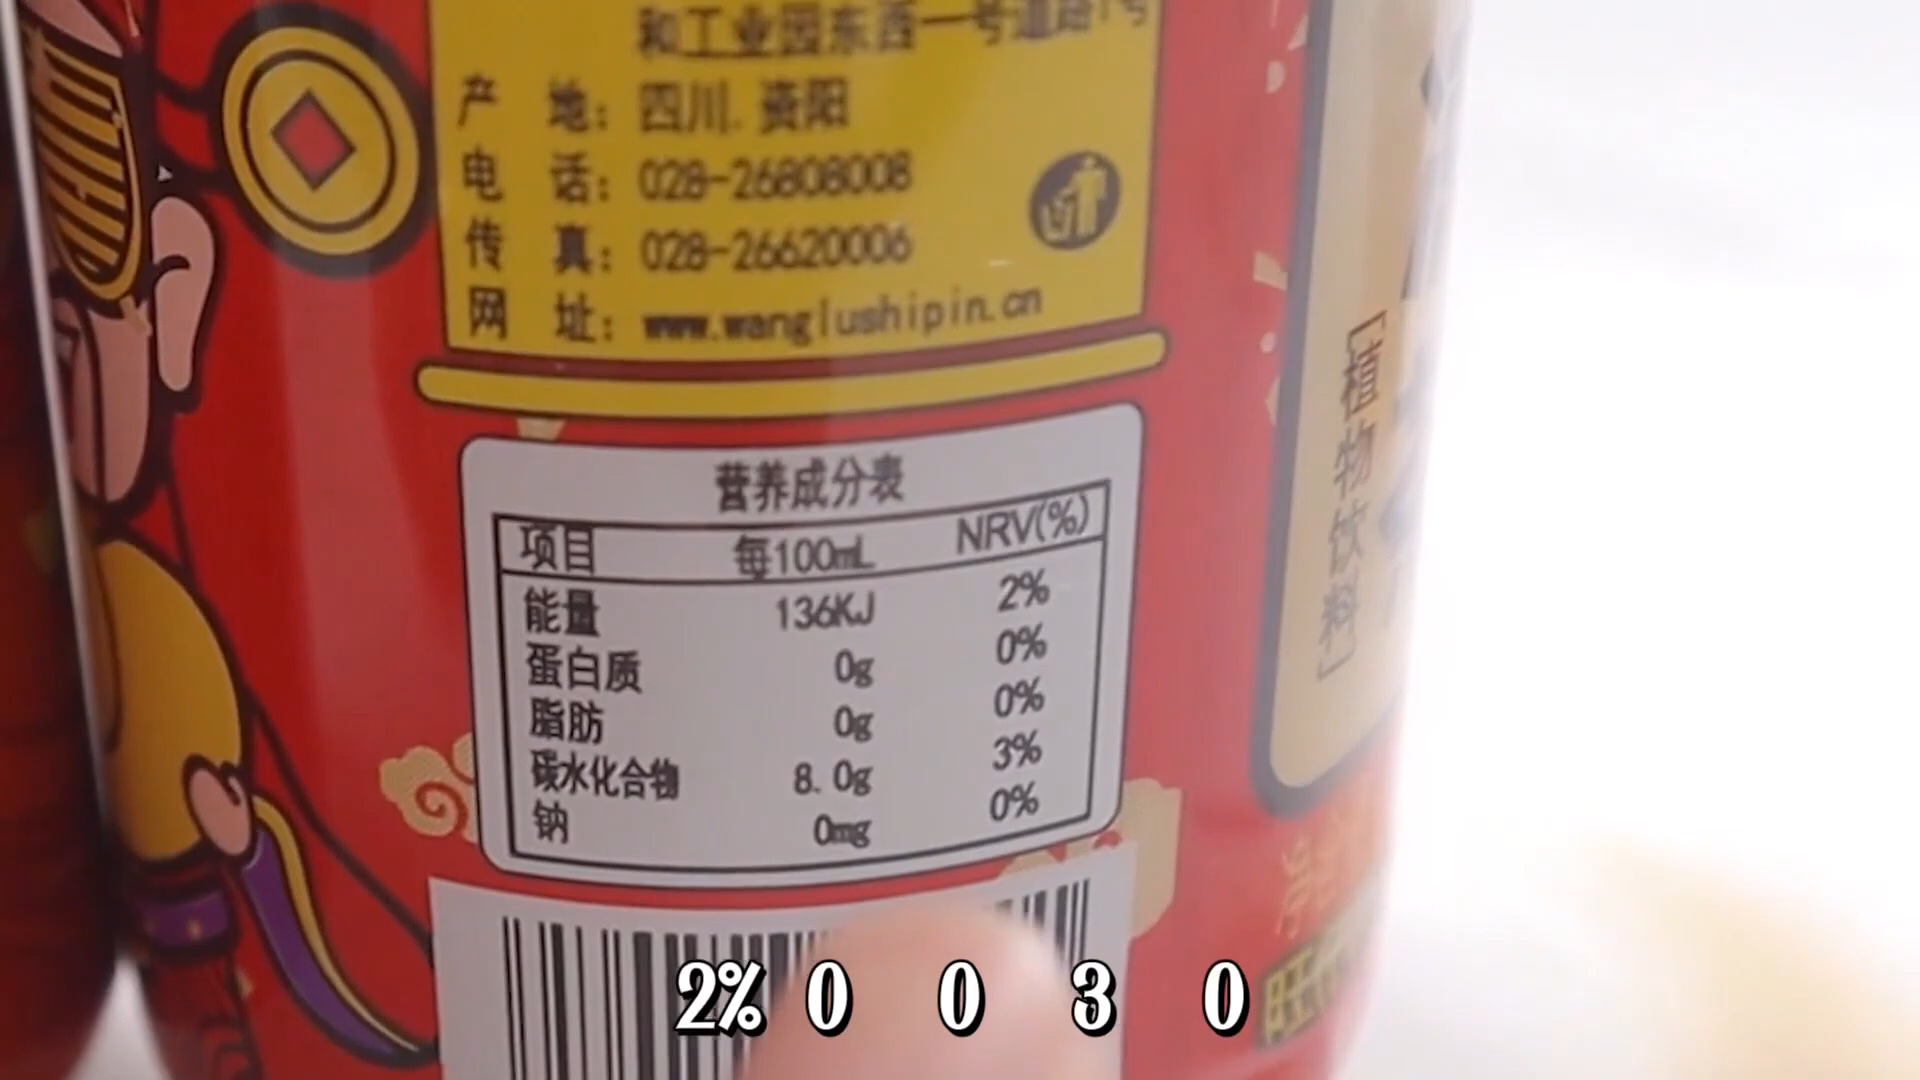 和工业园东西一号道路1号
产地：四川.资阳
电话：028-26808008
传真：028-26620006
网址：www.wanglushipin.cn
营养成分表
项目 每100mL NRV(%)
能量 136KJ 2%
蛋白质 0g 0%
脂肪 0g 0%
碳水化合物 8.0g 3%
钠 0mg 0%
[植物饮料]
2% 0 0 3 0